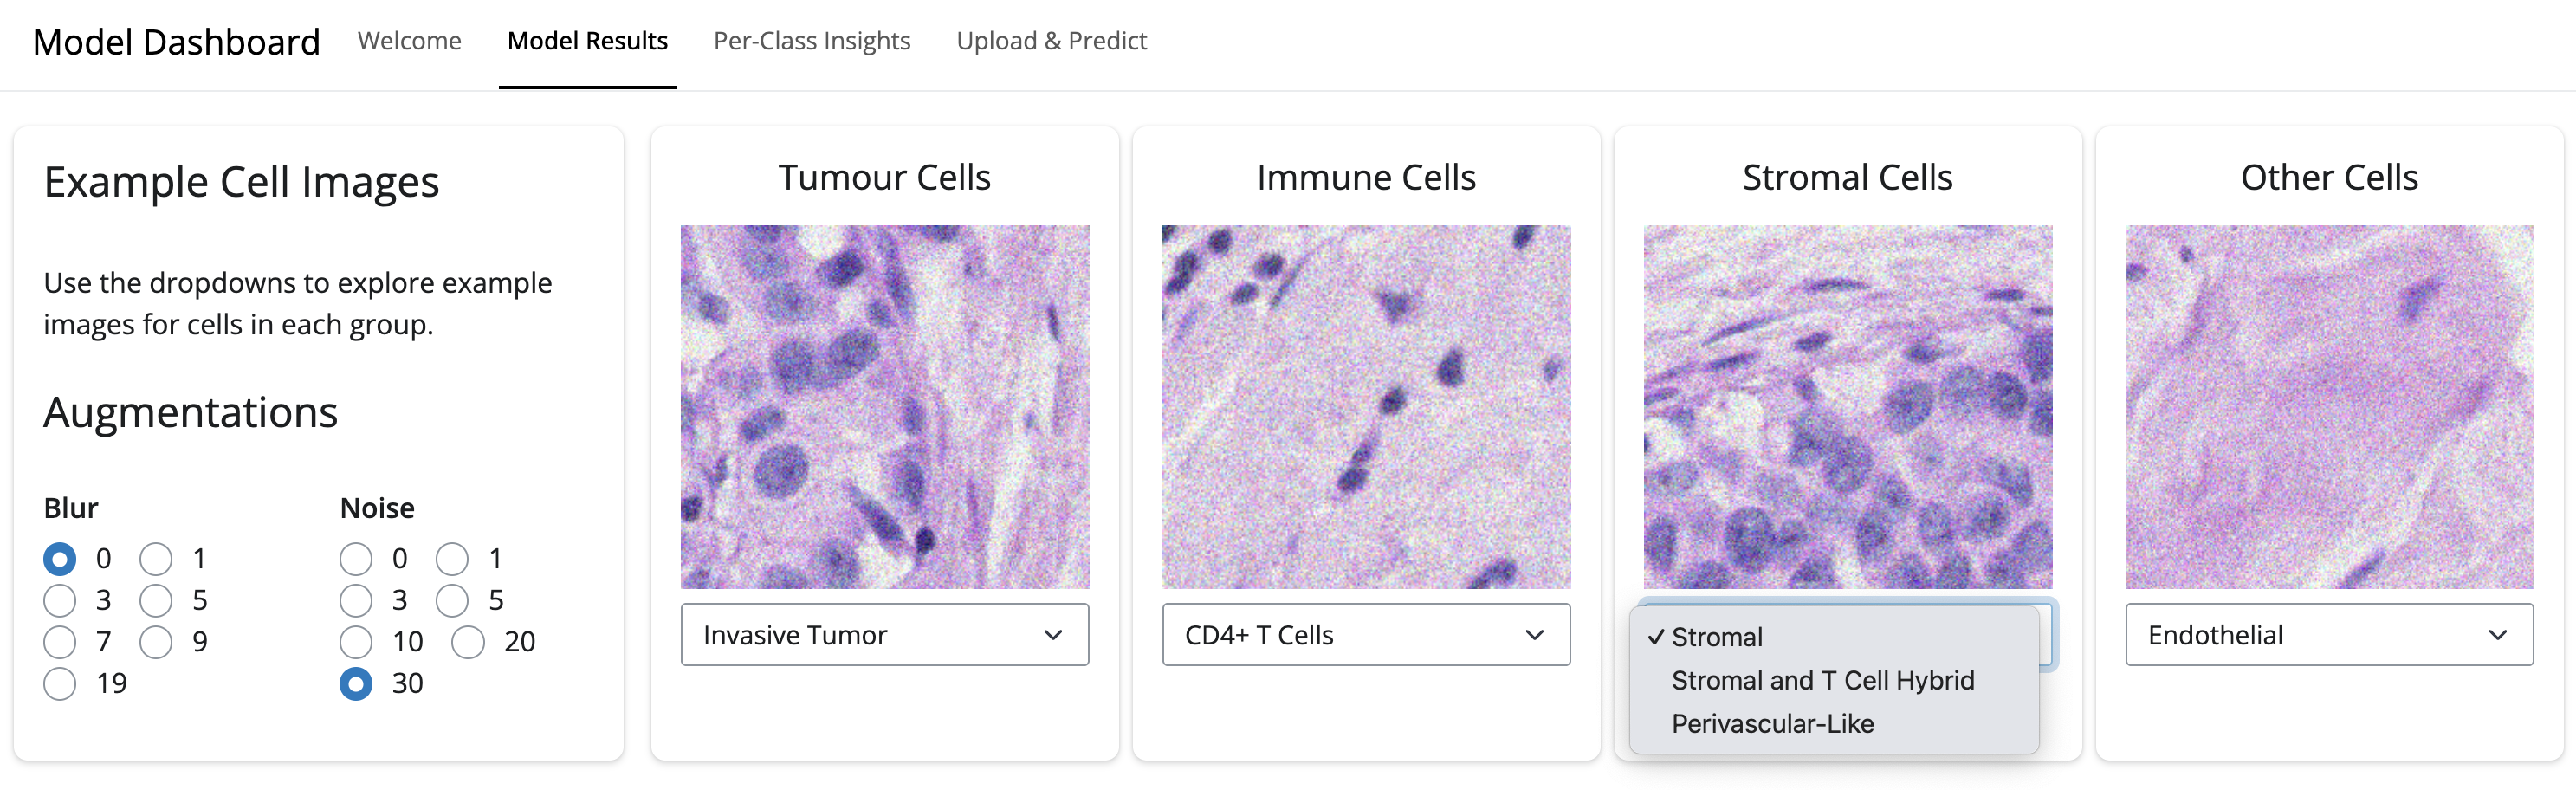 Model Dashboard Welcome Model Results Per-Class Insights Upload & Predict
Example Cell Images
Use the dropdowns to explore example
images for cells in each group.
Augmentations
Blur
0 1
3 5
7 9
19
Noise
0 1
3 5
10 20
30
Tumour Cells
Invasive Tumor
Immune Cells
CD4+ T Cells
Stromal Cells
✓ Stromal
Stromal and T Cell Hybrid
Perivascular-Like
Other Cells
Endothelial